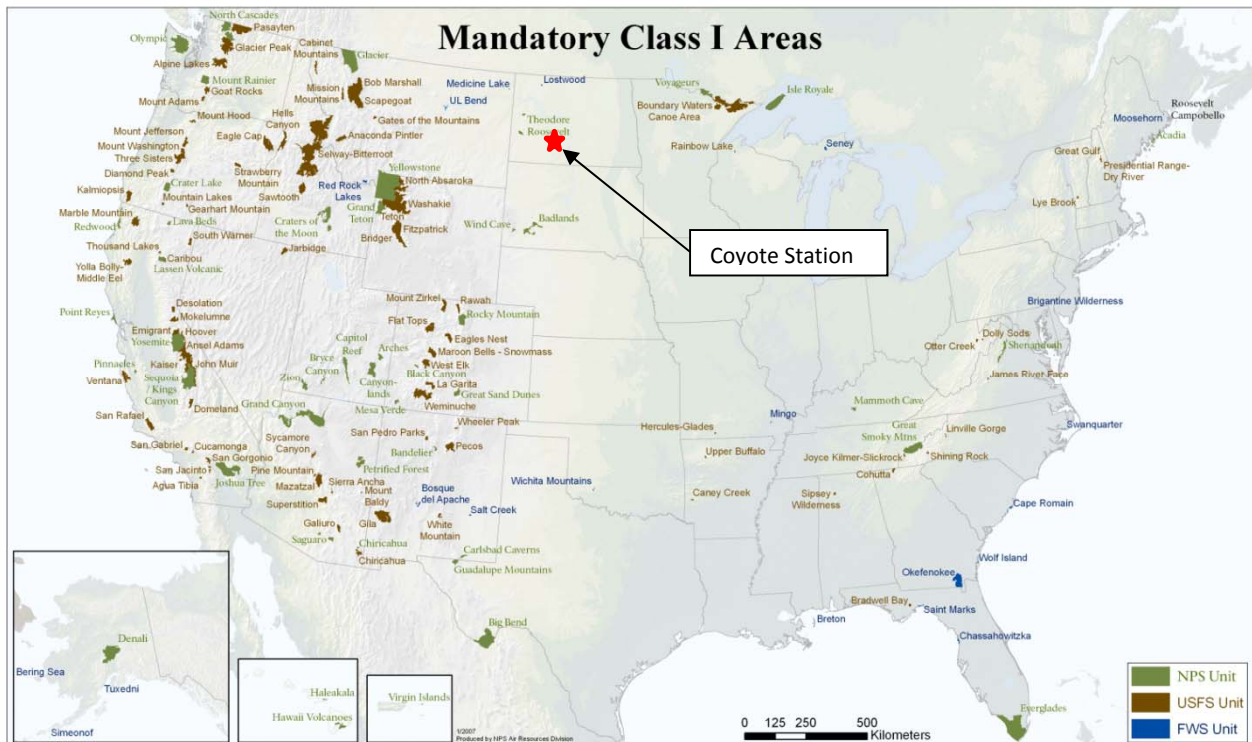 Mandatory Class I Areas
North Cascades
Pasayten
Olympic
Glacier Peak
Alpine Lakes
Mount Rainier
Goat Rocks
Mount Adams
Mount Hood
Mount Jefferson
Mount Washington
Three Sisters
Diamond Peak
Kalmiopsis
Crater Lake
Mountain Lakes
Gearhart Mountain
Marble Mountain
Redwood
Lava Beds
Thousand Lakes
South Warner
Yolla Bolly-
Middle Eel
Caribou
Lassen Volcanic
Cabinet
Mountains
Glacier
Mission
Mountains
Bob Marshall
Scapegoat
Hells
Canyon
Eagle Cap
Gates of the Mountains
Anaconda Pintler
Selway-Bitterroot
Strawberry
Mountain
Sawtooth
Red Rock
Lakes
Yellowstone
North Absaroka
Washakie
Grand
Teton
Teton
Fitzpatrick
Bridger
Craters of
the Moon
Jarbidge
Medicine Lake
UL Bend
Lostwood
Theodore
Roosevelt
Wind Cave
Badlands
Coyote Station
Voyageurs
Boundary Waters
Canoe Area
Isle Royale
Rainbow Lake
Seney
Roosevelt
Campobello
Moosehorn
Acadia
Great Gulf
Presidential Range-
Dry River
Lye Brook
Brigantine Wilderness
Dolly Sods
Otter Creek
Shenandoah
James River Face
Desolation
Mokelumne
Point Reyes
Emigrant
Hoover
Yosemite
Ansel Adams
Kaiser
John Muir
Pinnacles
Ventana
Sequoia
/ Kings
Canyon
Domeland
San Rafael
San Gabriel
Cucamonga
San Gorgonio
San Jacinto
Agua Tibia
Joshua Tree
Mount Zirkel
Rawah
Flat Tops
Rocky Mountain
Eagles Nest
Maroon Bells - Snowmass
Capitol
Reef
Arches
Bryce
Canyon
Zion
Canyon-
lands
Black Canyon
West Elk
La Garita
Great Sand Dunes
Weminuche
Mesa Verde
Grand Canyon
Sycamore
Canyon
San Pedro Parks
Wheeler Peak
Pecos
Bandelier
Petrified Forest
Pine Mountain
Mazatzal
Sierra Ancha
Mount
Baldy
Superstition
Bosque
del Apache
Salt Creek
White
Mountain
Galiuro
Gila
Saguaro
Chiricahua
Chiricahua
Carlsbad Caverns
Guadalupe Mountains
Big Bend
Wichita Mountains
Hercules-Glades
Upper Buffalo
Caney Creek
Mingo
Mammoth Cave
Great
Smoky Mtns
Linville Gorge
Swanquarter
Joyce Kilmer-Slickrock
Shining Rock
Cohutta
Sipsey
Wilderness
Cape Romain
Wolf Island
Okefenokee
Bradwell Bay
Saint Marks
Breton
Chassahowitzka
Everglades
Denali
Bering Sea
Tuxedni
Simeonof
Haleakala
Hawaii Volcanoes
Virgin Islands
1/2007
Produced by NPS Air Resources Division
0 125 250 500
Kilometers
NPS Unit
USFS Unit
FWS Unit